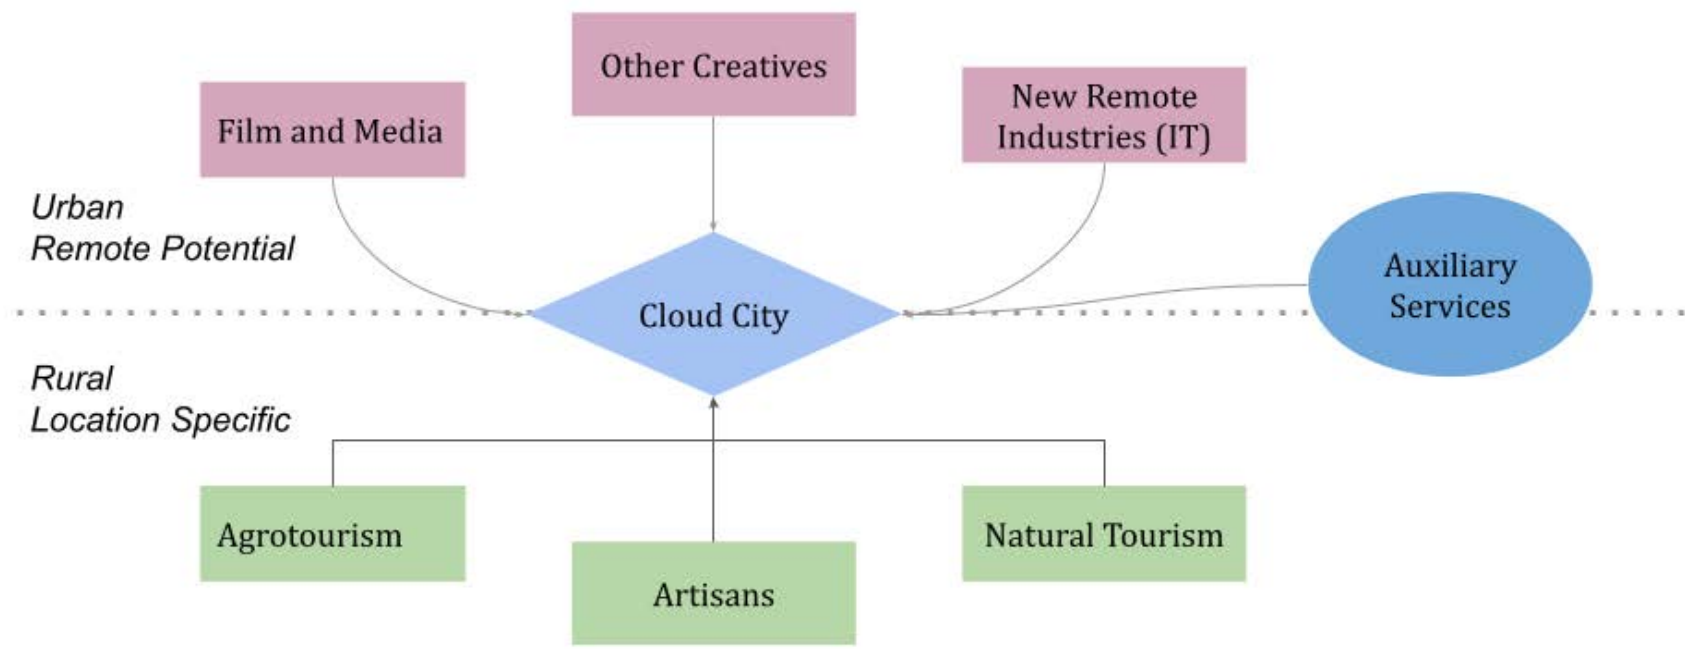 Other Creatives
New Remote
Industries (IT)
Film and Media
Urban
Remote Potential
Auxiliary
Services
Cloud City
Rural
Location Specific
Agrotourism
Natural Tourism
Artisans